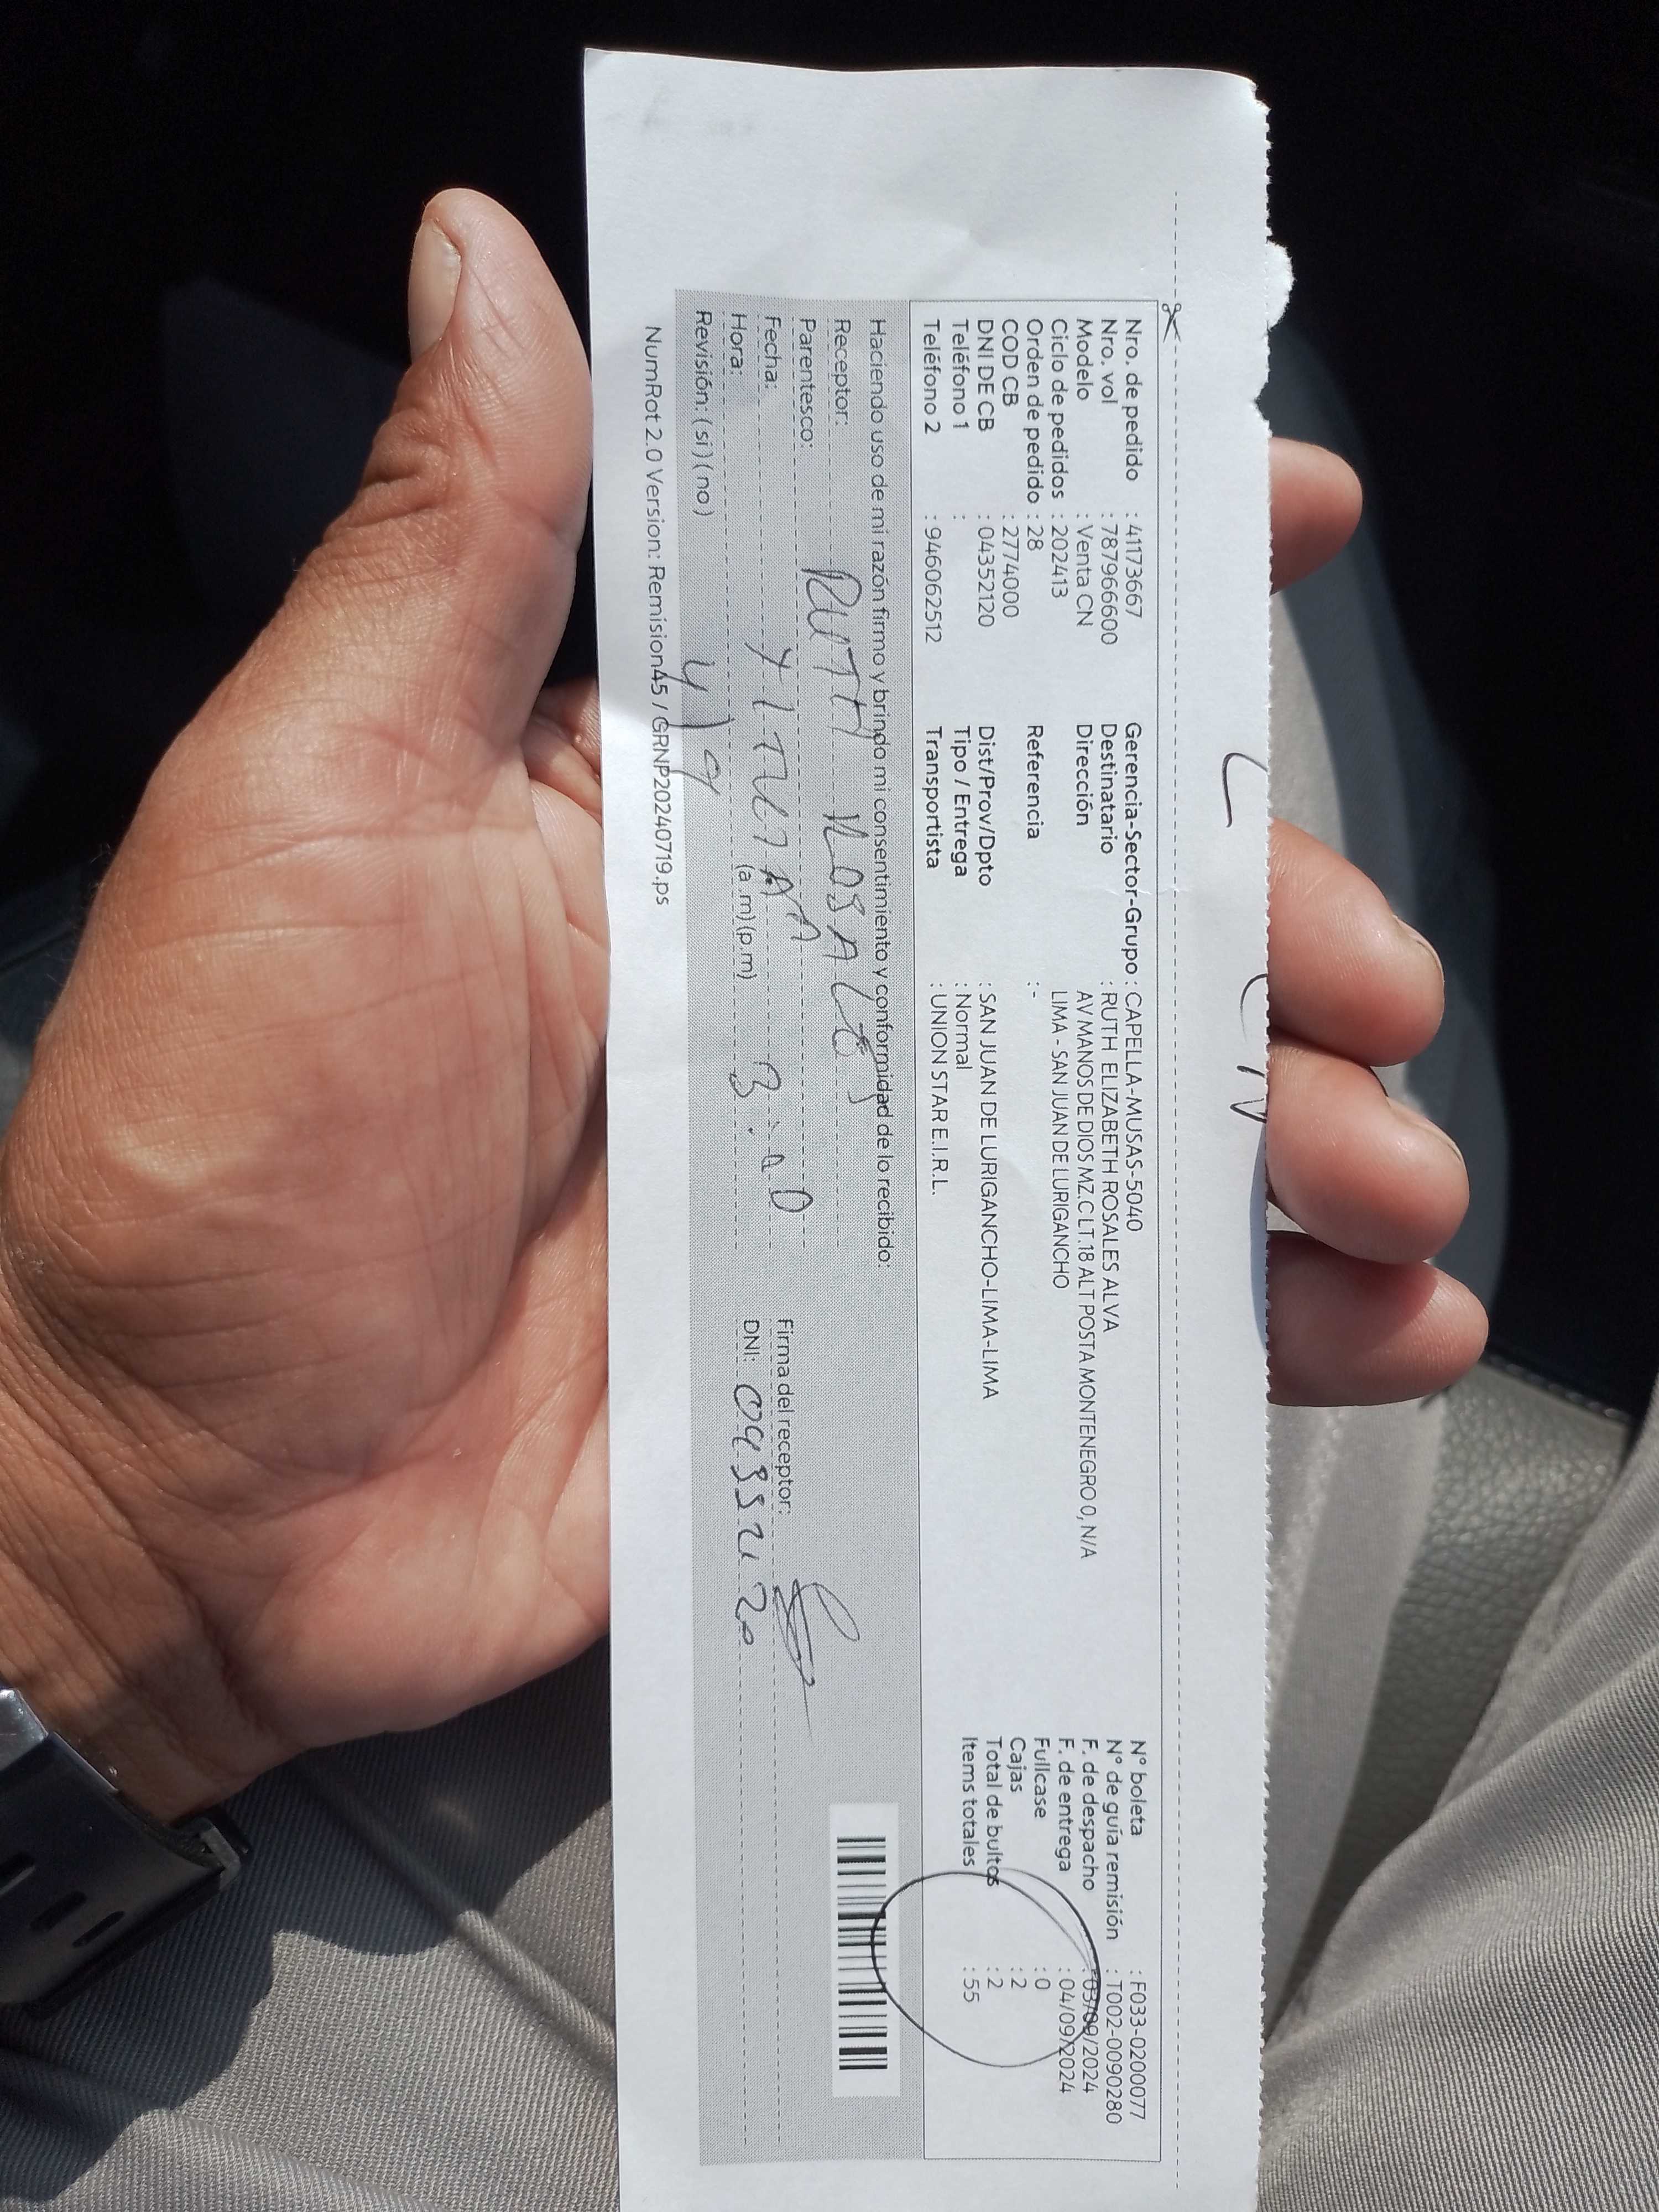 Nro. de pedido : 41173667
Nro. vol : 7879666600
Modelo : Venta CN
Ciclo de pedidos : 202413
Orden de pedido : 28
COD CB : 2774000
DNI DE CB : 04352120
Teléfono 1 :
Teléfono 2 : 946062512
Gerencia-Sector-Grupo : CAPELLA-MUSAS-5040
Destinatario : RUTH ELIZABETH ROSALES ALVA
Dirección AV MANOS DE DIOS MZ.C LT.18 ALT POSTA MONTENEGRO 0, N/A
LIMA - SAN JUAN DE LURIGANCHO
Referencia :-
Dist/Prov/Dpto : SAN JUAN DE LURIGANCHO-LIMA-LIMA
Tipo / Entrega : Normal
Transportista : UNION STAR E.I.R.L.
N° boleta : F033-0200077
N° de guía remisión : T002-0090280
F. de despacho : 03/09/2024
F. de entrega : 04/09/2024
Fullcase : 0
Cajas : 2
Total de bultos : 2
Items totales : 55
Haciendo uso de mi razón firmo y brindo mi consentimiento y conformidad de lo recibido:
Receptor: RUTH ROSALES
Parentesco: TITULAR
Fecha: 4/9
Hora: (a.m)(p.m)
Revisión: (si) (no)
Firma del receptor:
DNI:
NumRot 2.0 Version: Remision45 / GRNP20240719.ps